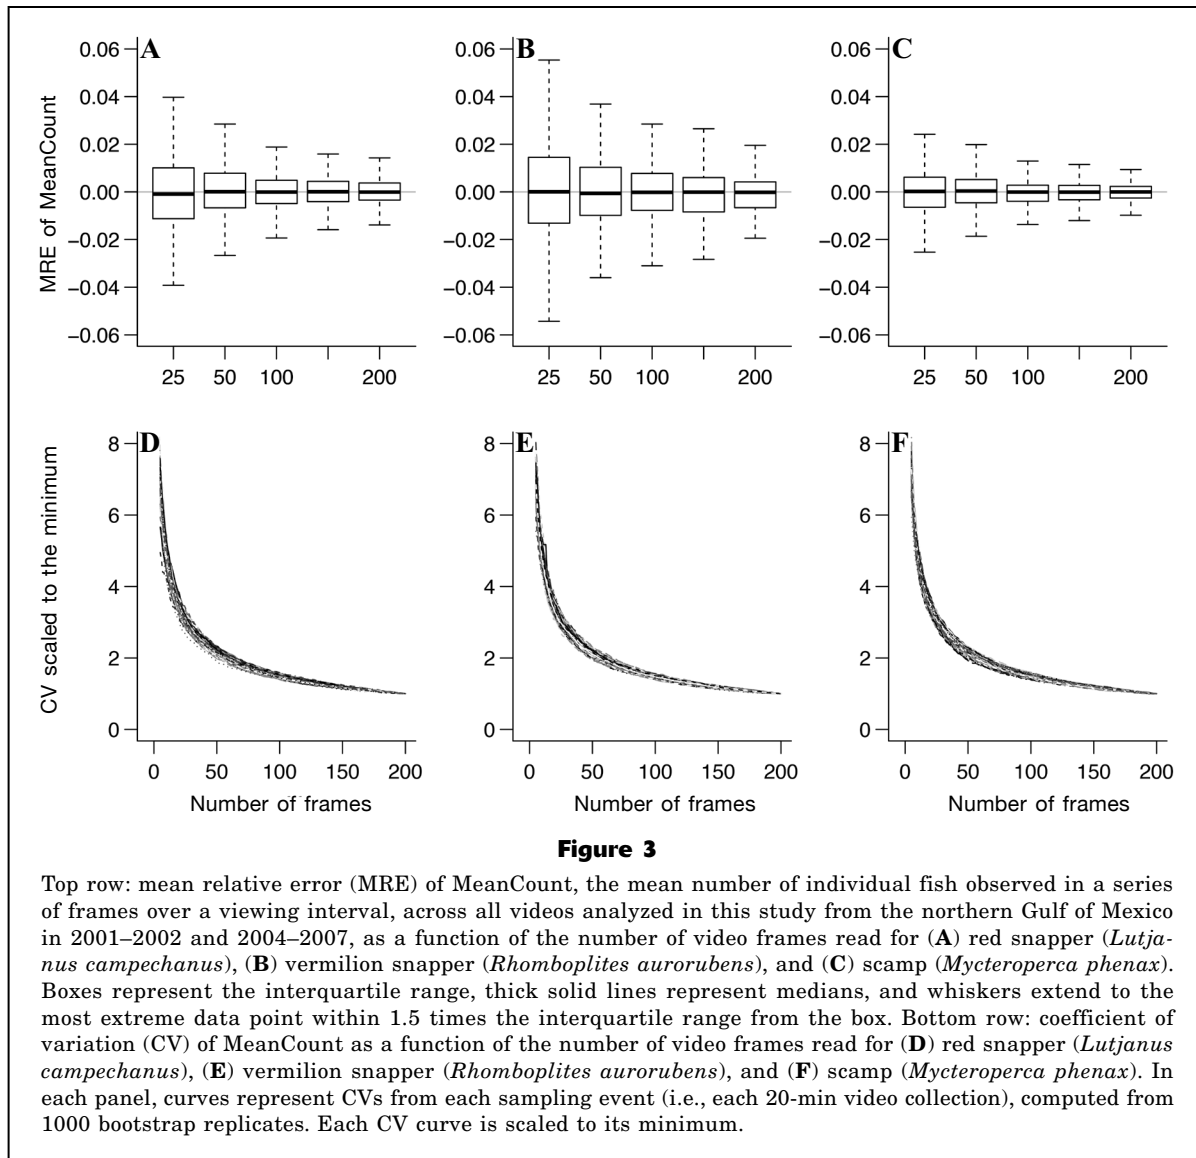 A
B
C
MRE of MeanCount
0.06
0.04
0.02
0.00
−0.02
−0.04
−0.06
25 50 100 200
0.06
0.04
0.02
0.00
−0.02
−0.04
−0.06
25 50 100 200
0.06
0.04
0.02
0.00
−0.02
−0.04
−0.06
25 50 100 200
D
E
F
CV scaled to the minimum
8
6
4
2
0
0 50 100 150 200
Number of frames
8
6
4
2
0
0 50 100 150 200
Number of frames
8
6
4
2
0
0 50 100 150 200
Number of frames
Figure 3
Top row: mean relative error (MRE) of MeanCount, the mean number of individual fish observed in a series
of frames over a viewing interval, across all videos analyzed in this study from the northern Gulf of Mexico
in 2001–2002 and 2004–2007, as a function of the number of video frames read for (A) red snapper (Lutja-
nus campechanus), (B) vermilion snapper (Rhomboplites aurorubens), and (C) scamp (Mycteroperca phenax).
Boxes represent the interquartile range, thick solid lines represent medians, and whiskers extend to the
most extreme data point within 1.5 times the interquartile range from the box. Bottom row: coefficient of
variation (CV) of MeanCount as a function of the number of video frames read for (D) red snapper (Lutjanus
campechanus), (E) vermilion snapper (Rhomboplites aurorubens), and (F) scamp (Mycteroperca phenax). In
each panel, curves represent CVs from each sampling event (i.e., each 20-min video collection), computed from
1000 bootstrap replicates. Each CV curve is scaled to its minimum.